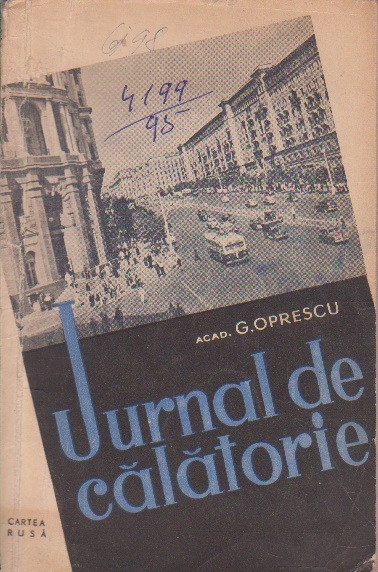 4199
95
ACAD. G.OPRESCU
Jurnal de
călătorie
CARTEA
RUSĂ